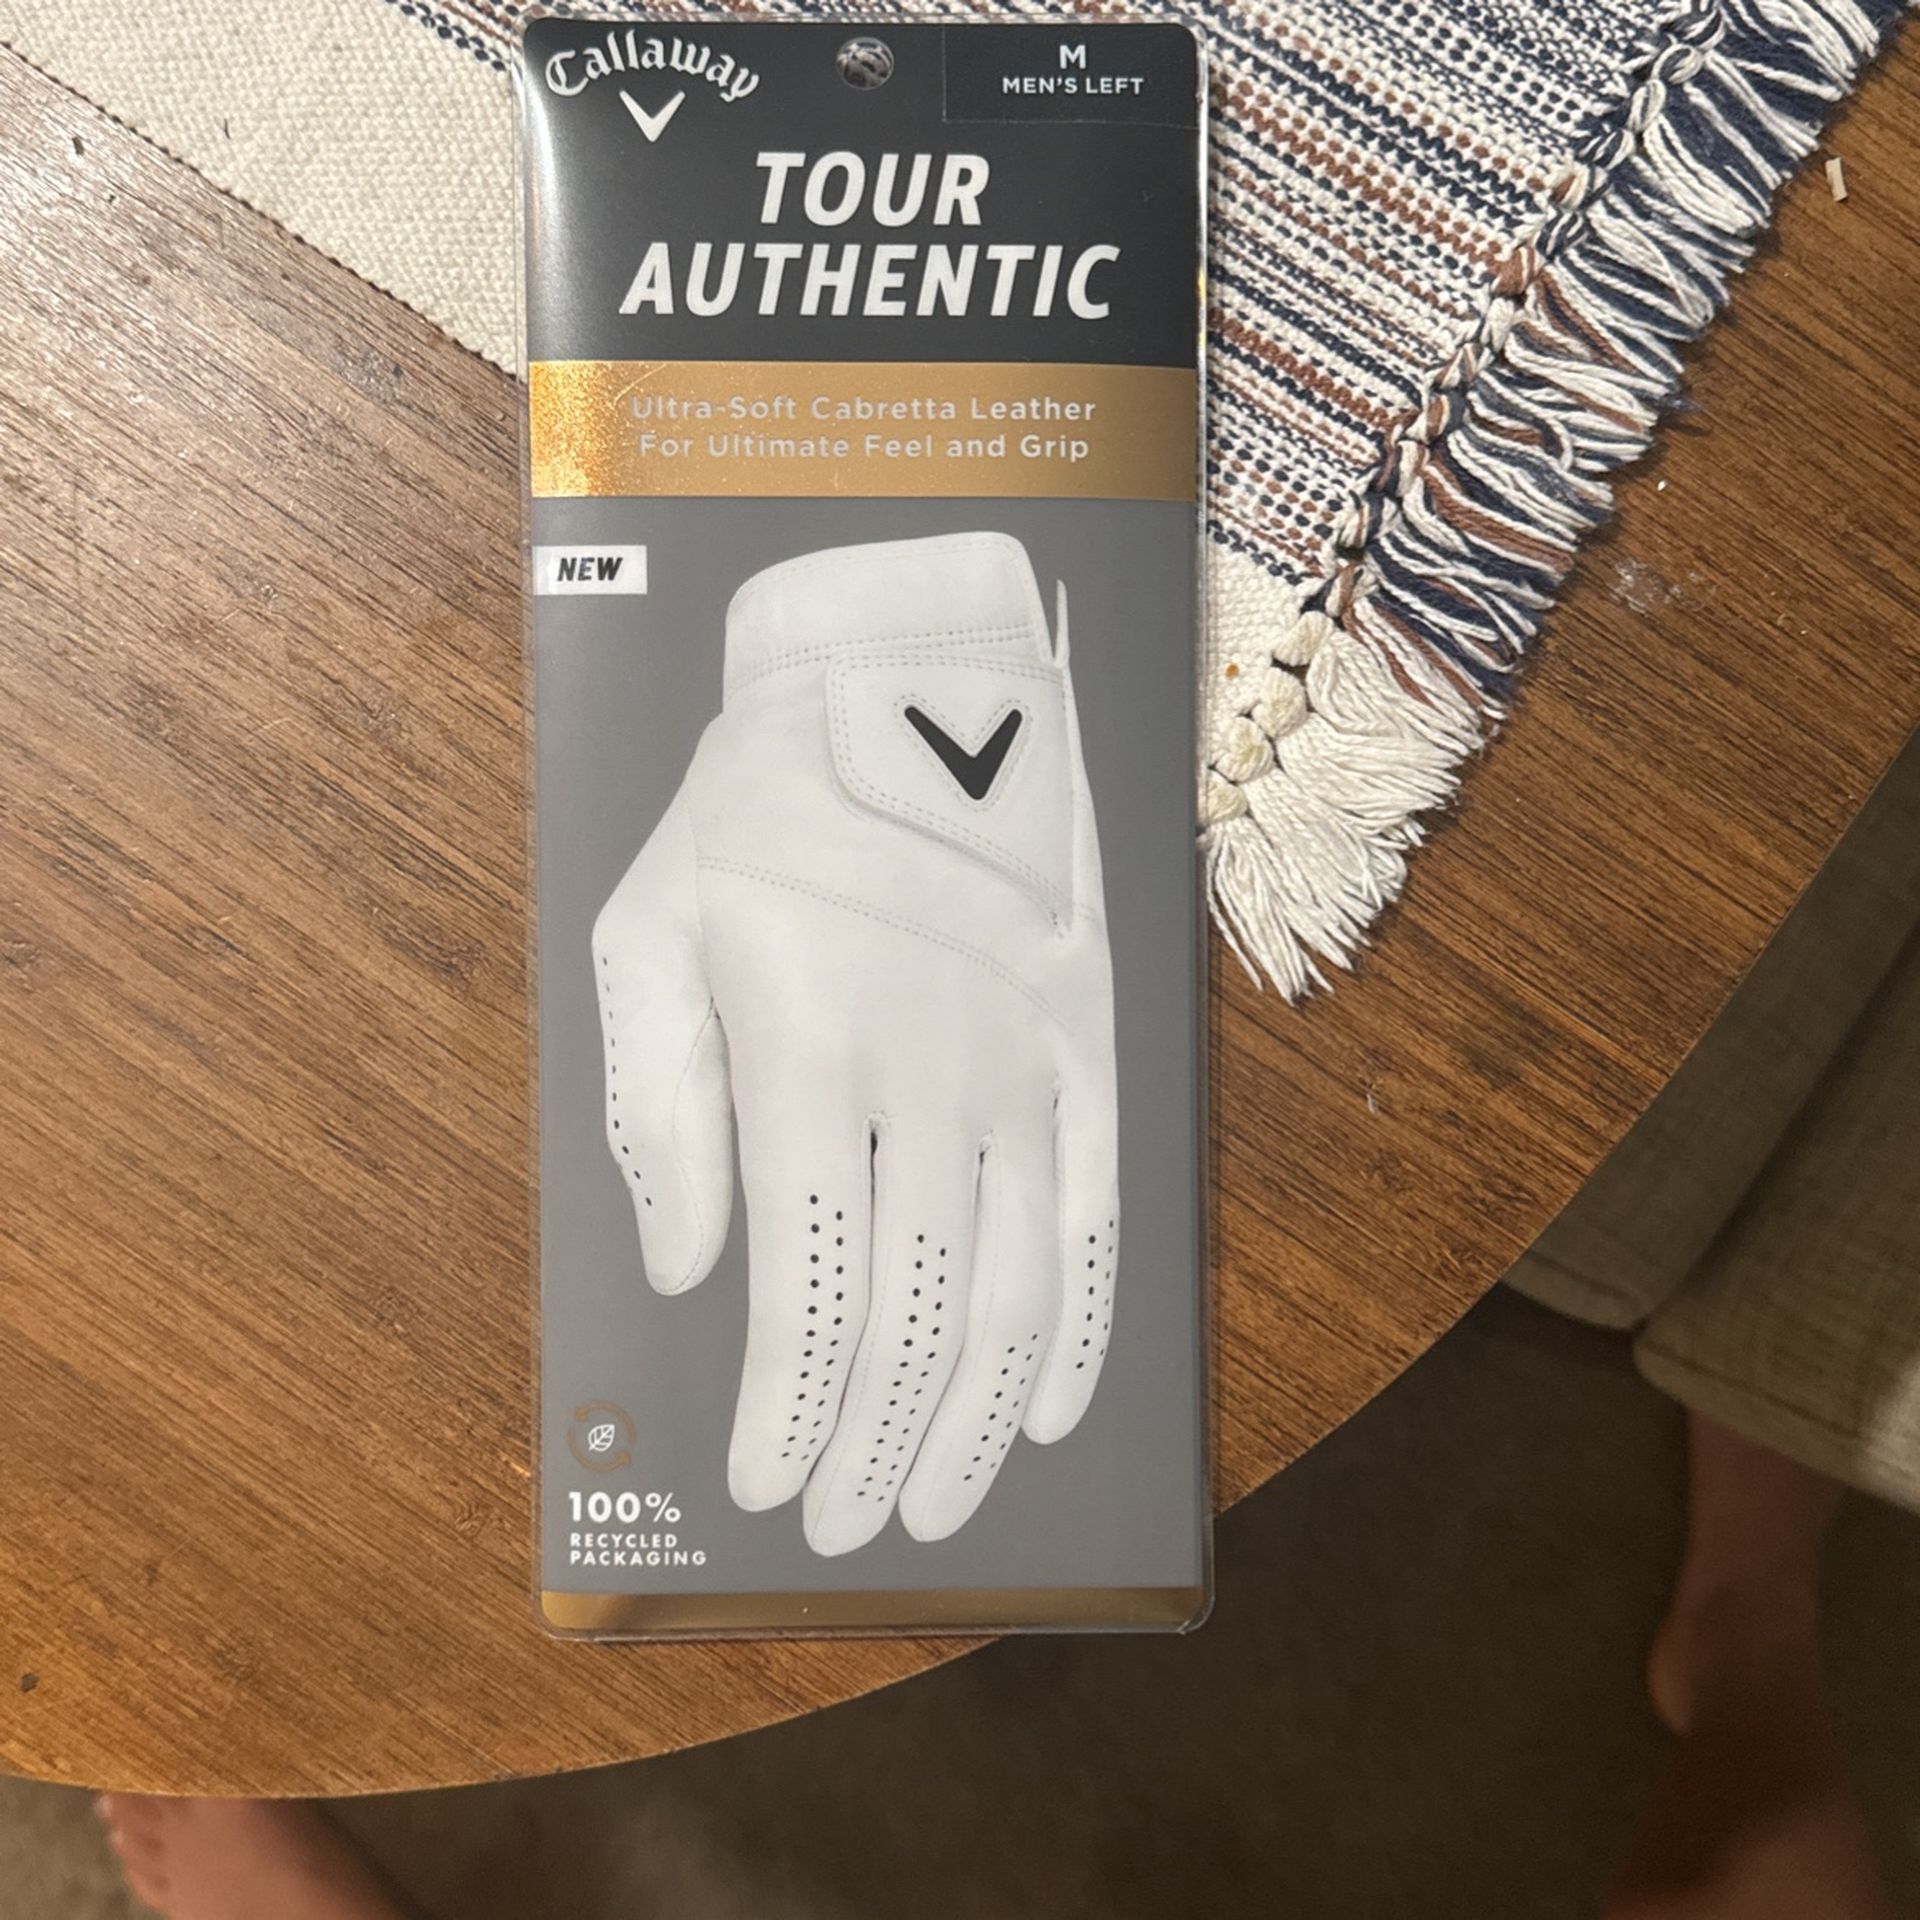 Callaway
M
MEN'S LEFT
TOUR
AUTHENTIC
Ultra-Soft Cabretta Leather
For Ultimate Feel and Grip
NEW
100%
RECYCLED
PACKAGING